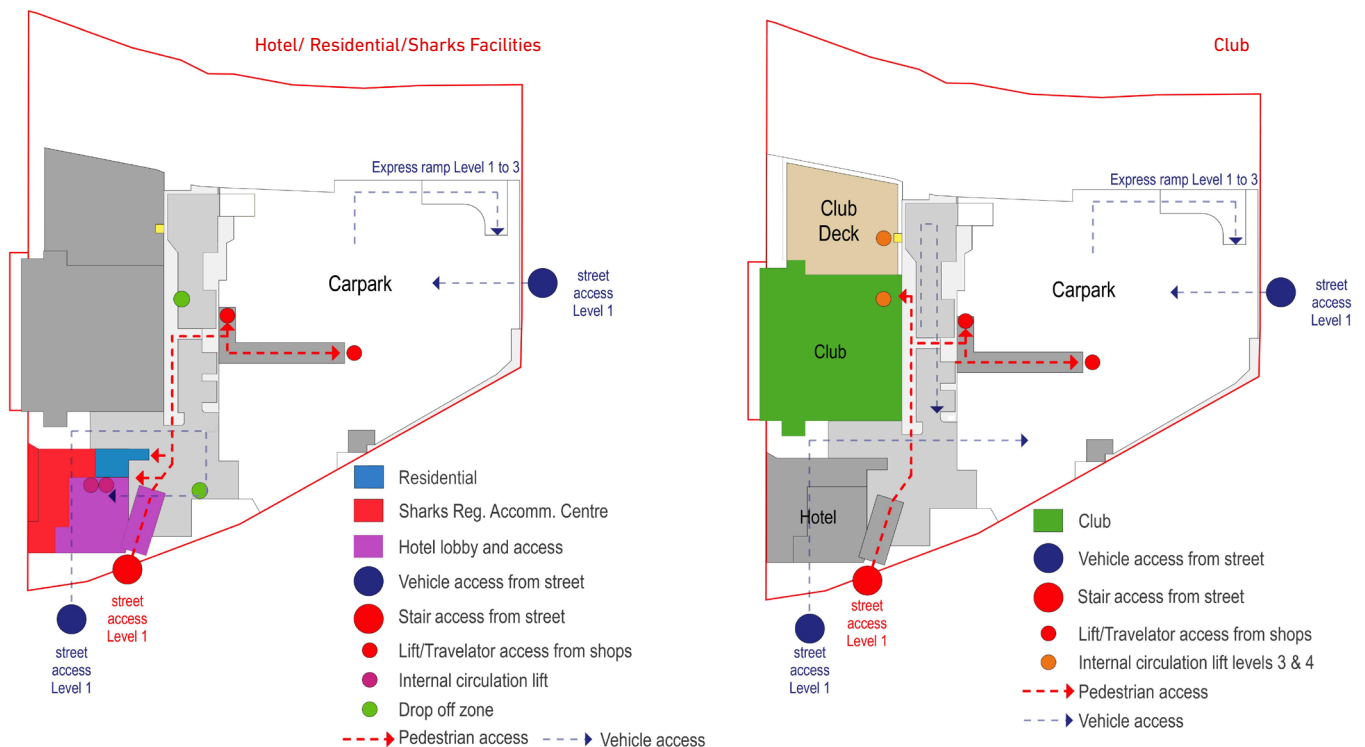 Hotel/ Residential/Sharks Facilities
Express ramp Level 1 to 3
Carpark
street
access
Level 1
Residential
Sharks Reg. Accomm. Centre
Hotel lobby and access
Vehicle access from street
Stair access from street
Lift/Travelator access from shops
Internal circulation lift
Drop off zone
Pedestrian access
Vehicle access
street
access
Level 1
street
access
Level 1
Club
Express ramp Level 1 to 3
Club
Deck
Carpark
street
access
Level 1
Club
Hotel
Club
Vehicle access from street
Stair access from street
Lift/Travelator access from shops
Internal circulation lift levels 3 & 4
Pedestrian access
Vehicle access
street
access
Level 1
street
access
Level 1